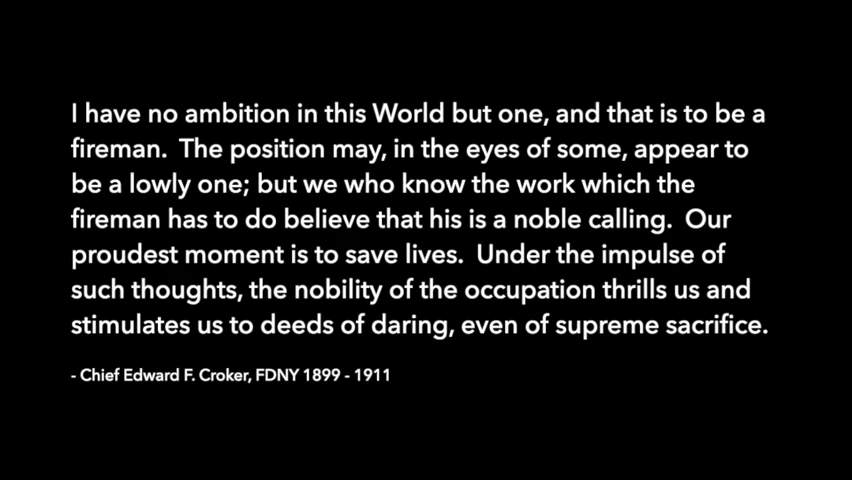 I have no ambition in this World but one, and that is to be a
fireman.  The position may, in the eyes of some, appear to
be a lowly one; but we who know the work which the
fireman has to do believe that his is a noble calling.  Our
proudest moment is to save lives.  Under the impulse of
such thoughts, the nobility of the occupation thrills us and
stimulates us to deeds of daring, even of supreme sacrifice.
- Chief Edward F. Croker, FDNY 1899 - 1911